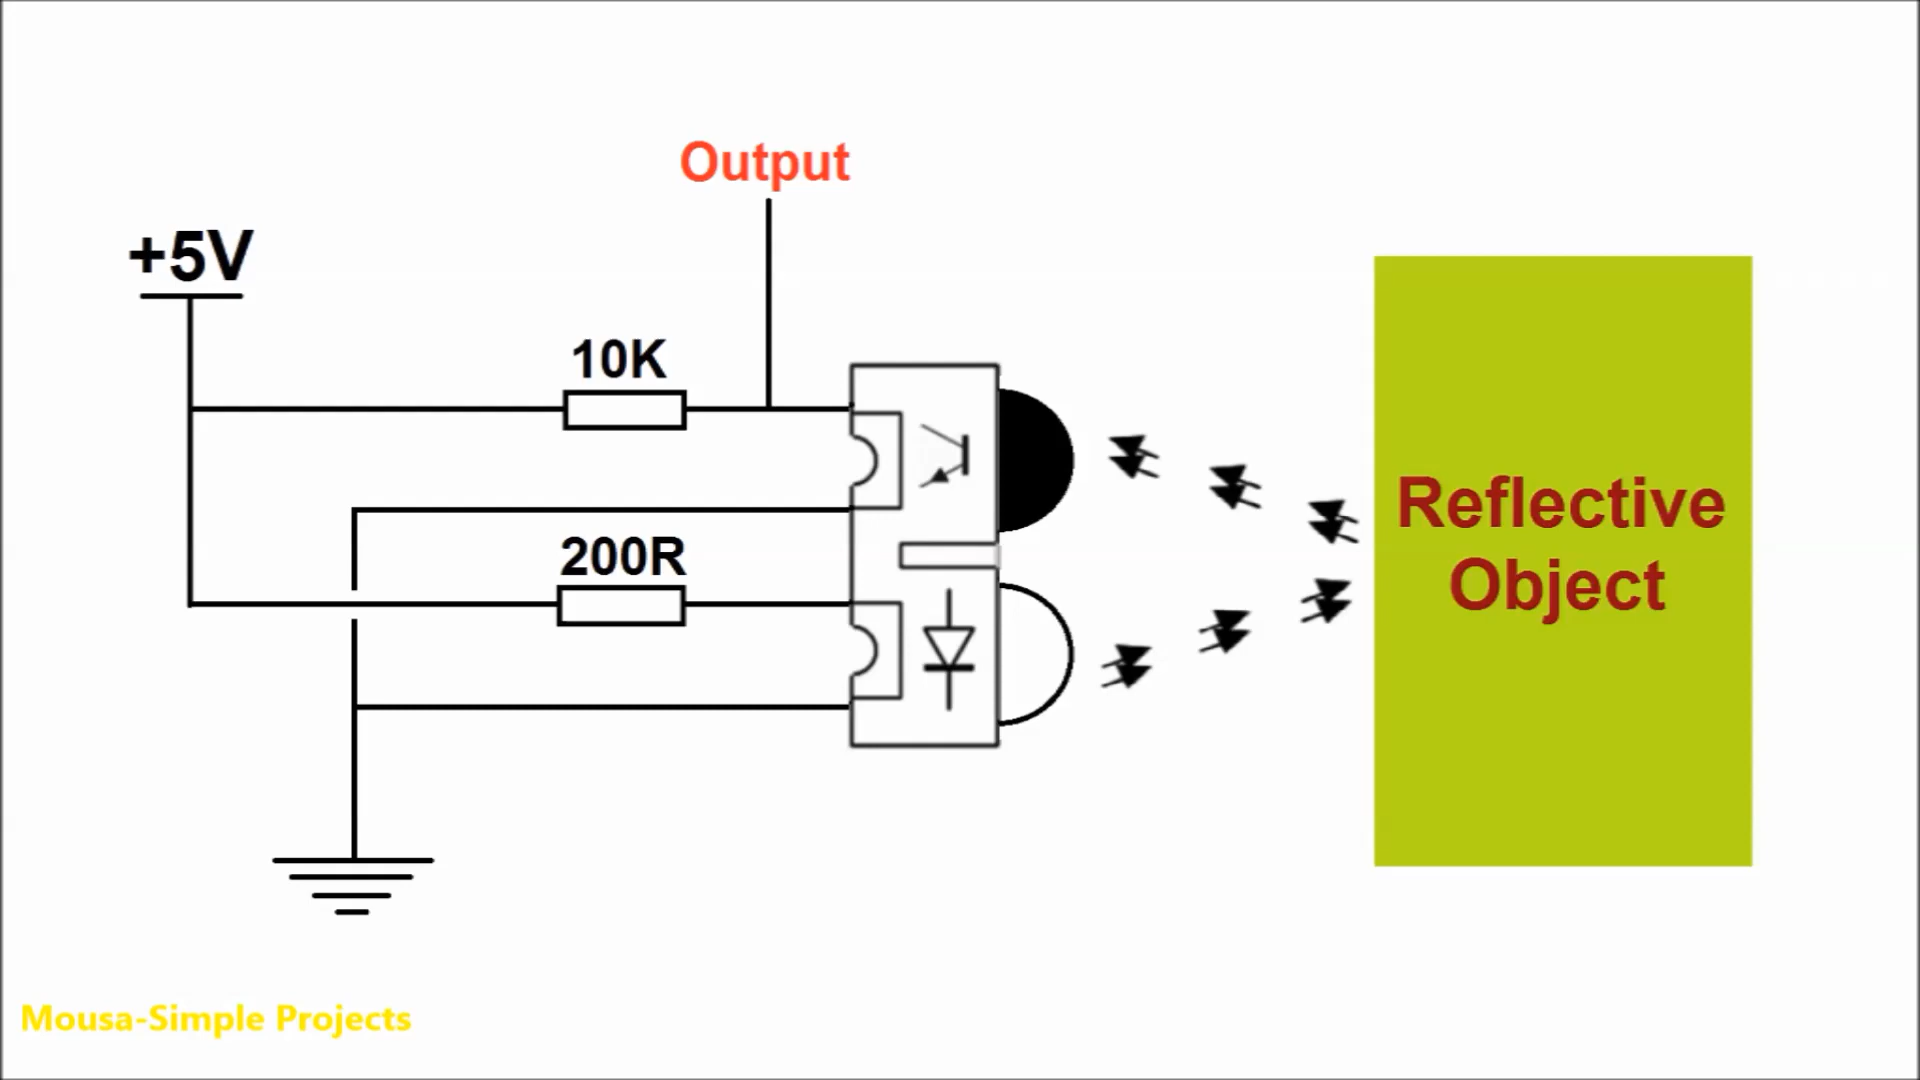 Output
+5V
10K
200R
Reflective
Object
Mousa-Simple Projects